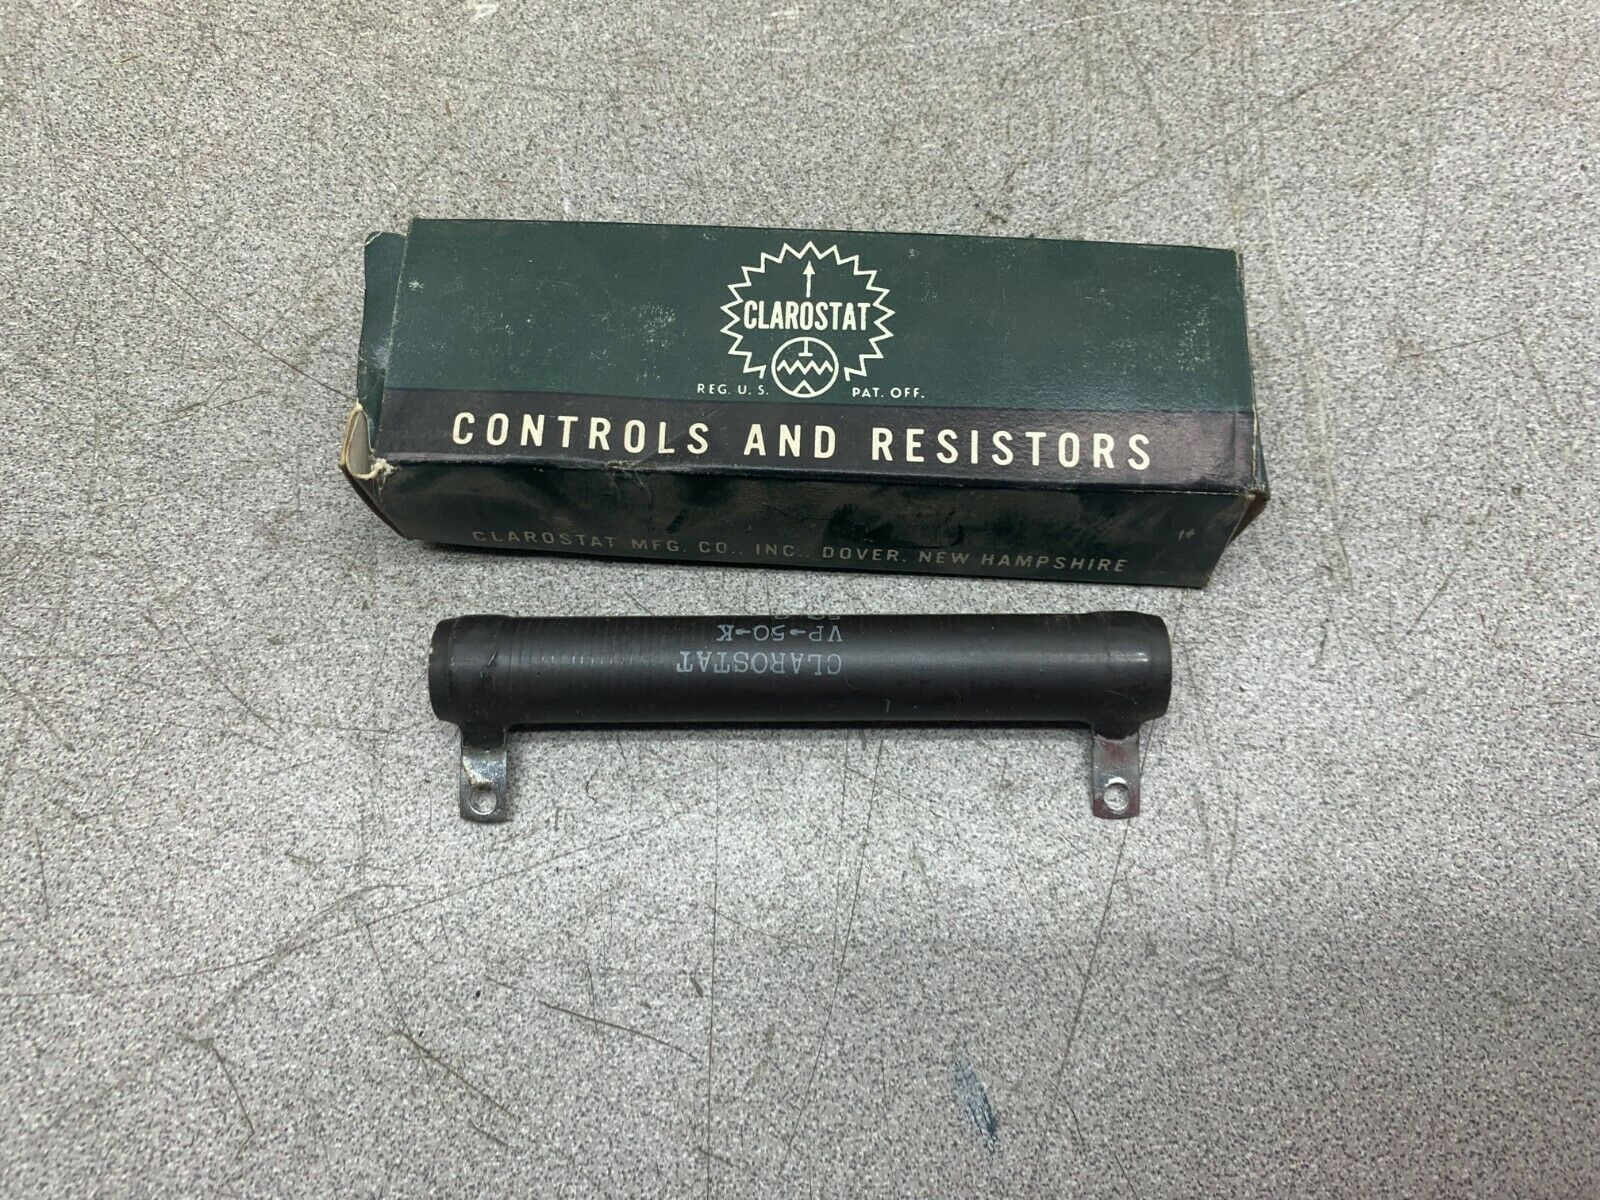 CLAROSTAT
REG. U. S. PAT. OFF.
CONTROLS AND RESISTORS
CLAROSTAT MFG. CO., INC., DOVER, NEW HAMPSHIRE
CLAROSTAT
VP-50-K